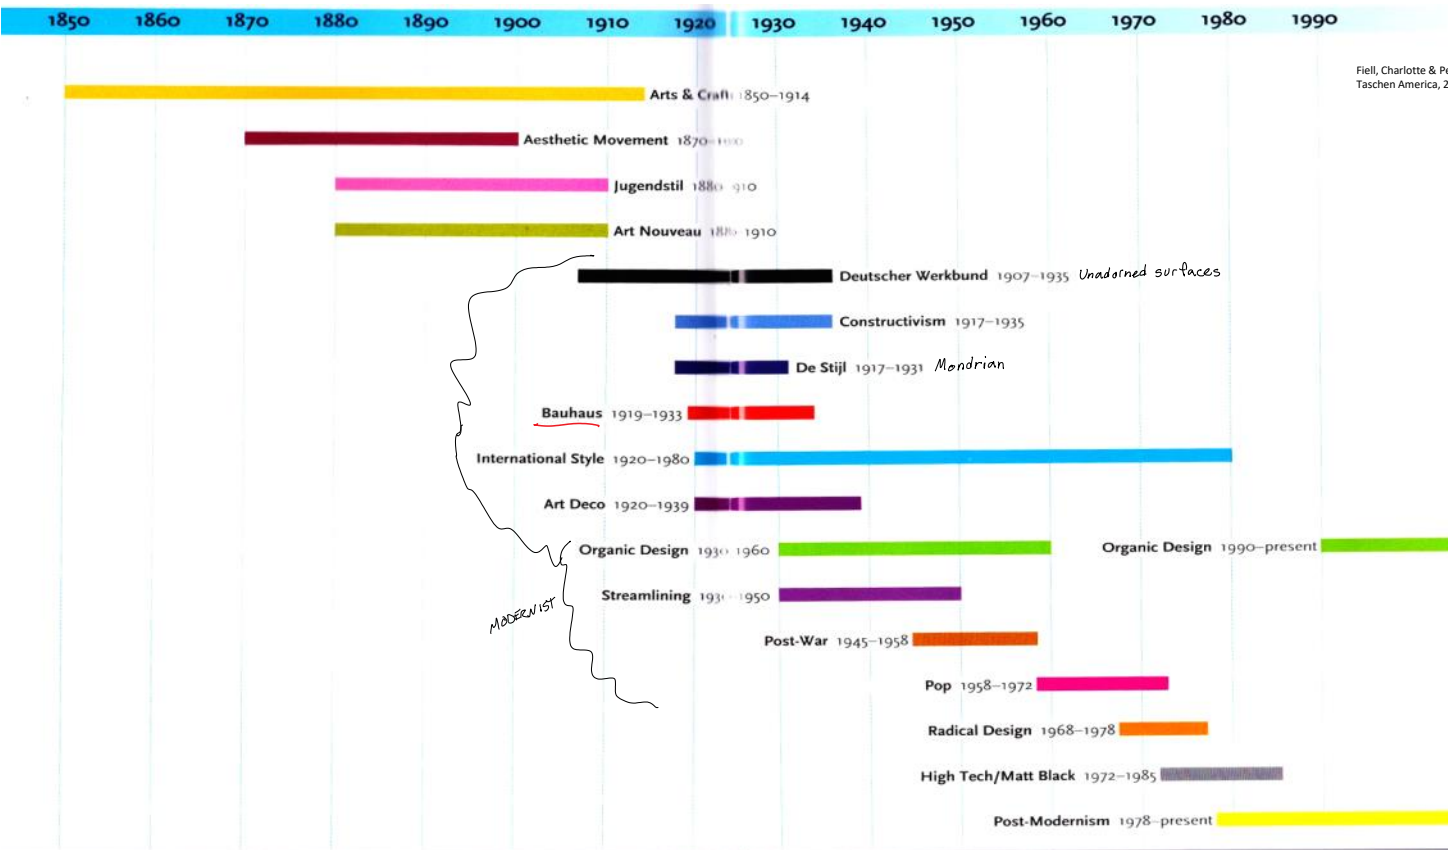 1850 1860 1870 1880 1890 1900 1910 1920 1930 1940 1950 1960 1970 1980 1990
Fiell, Charlotte & Pe
Taschen America, 2
Arts & Craft 1850–1914
Aesthetic Movement 1870–
Jugendstil 1880 910
Art Nouveau 188 1910
Deutscher Werkbund 1907–1935 Unadorned surfaces
Constructivism 1917–1935
De Stijl 1917–1931 Mondrian
Bauhaus 1919–1933
International Style 1920–1980
Art Deco 1920–1939
Organic Design 1930 1960 Organic Design 1990–present
Streamlining 193 1950
MODERNIST
Post-War 1945–1958
Pop 1958–1972
Radical Design 1968–1978
High Tech/Matt Black 1972–1985
Post-Modernism 1978–present